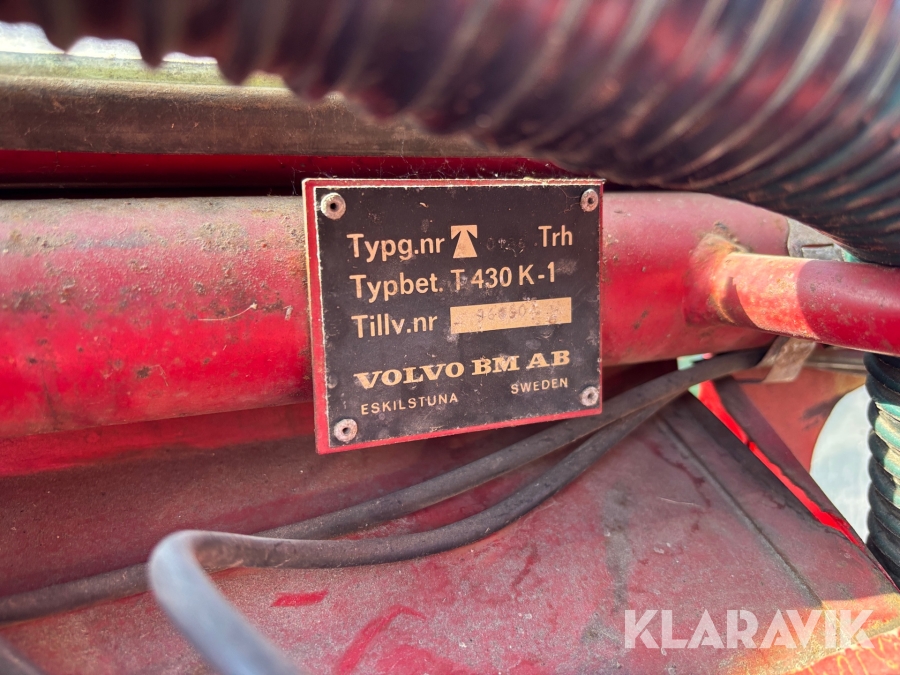 Typg.nr Trh
Typbet. T 430 K-1
Tillv.nr
VOLVO BM AB
ESKILSTUNA SWEDEN
KLARAVIK